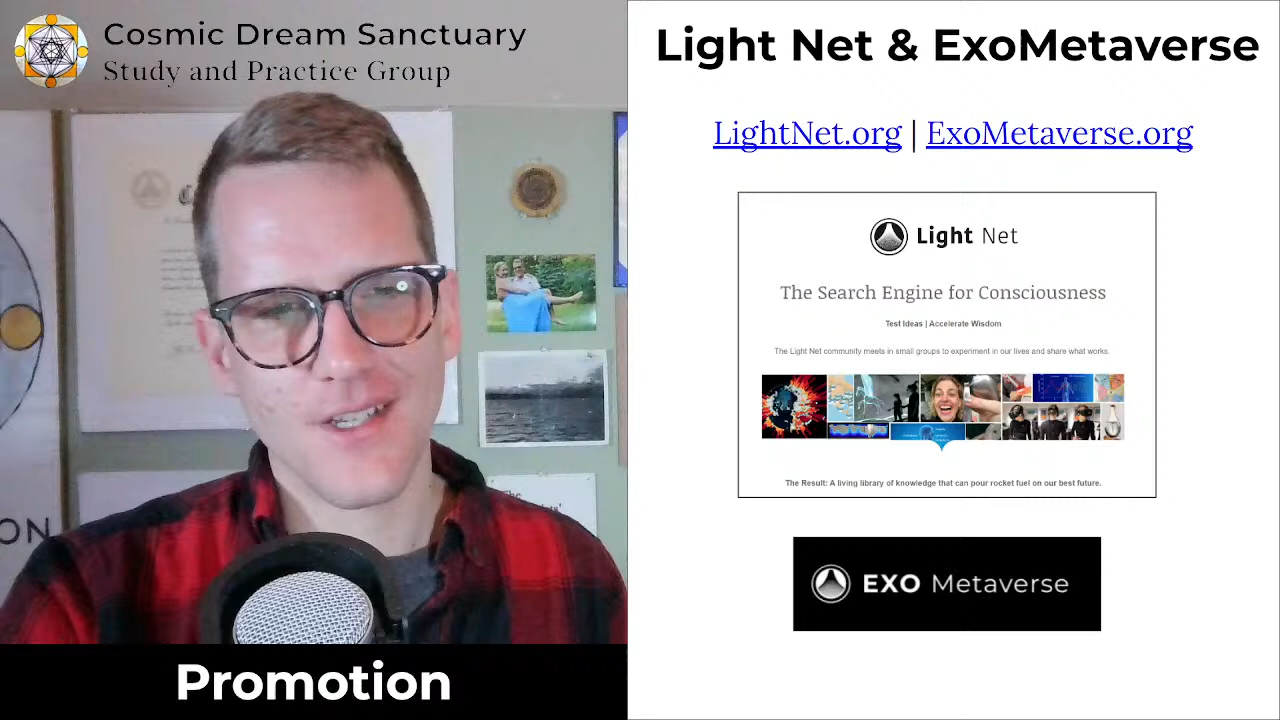 Cosmic Dream Sanctuary
Study and Practice Group
ON
The
Promotion
Light Net & ExoMetaverse
LightNet.org | ExoMetaverse.org
Light Net
The Search Engine for Consciousness
Test Ideas | Accelerate Wisdom
The Light Net community meets in small groups to experiment in our lives and share what works.
The Result: A living library of knowledge that can pour rocket fuel on our best future.
EXO Metaverse